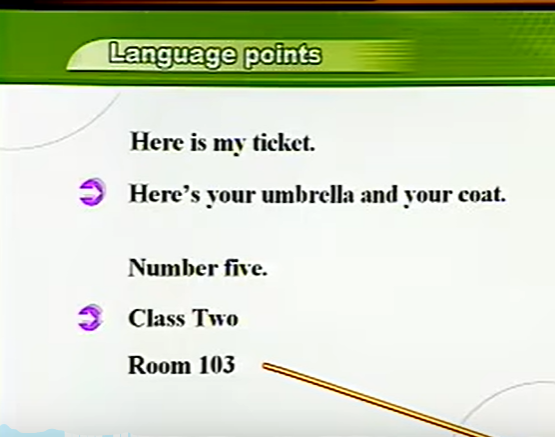 Language points
Here is my ticket.
Here's your umbrella and your coat.
Number five.
Class Two
Room 103